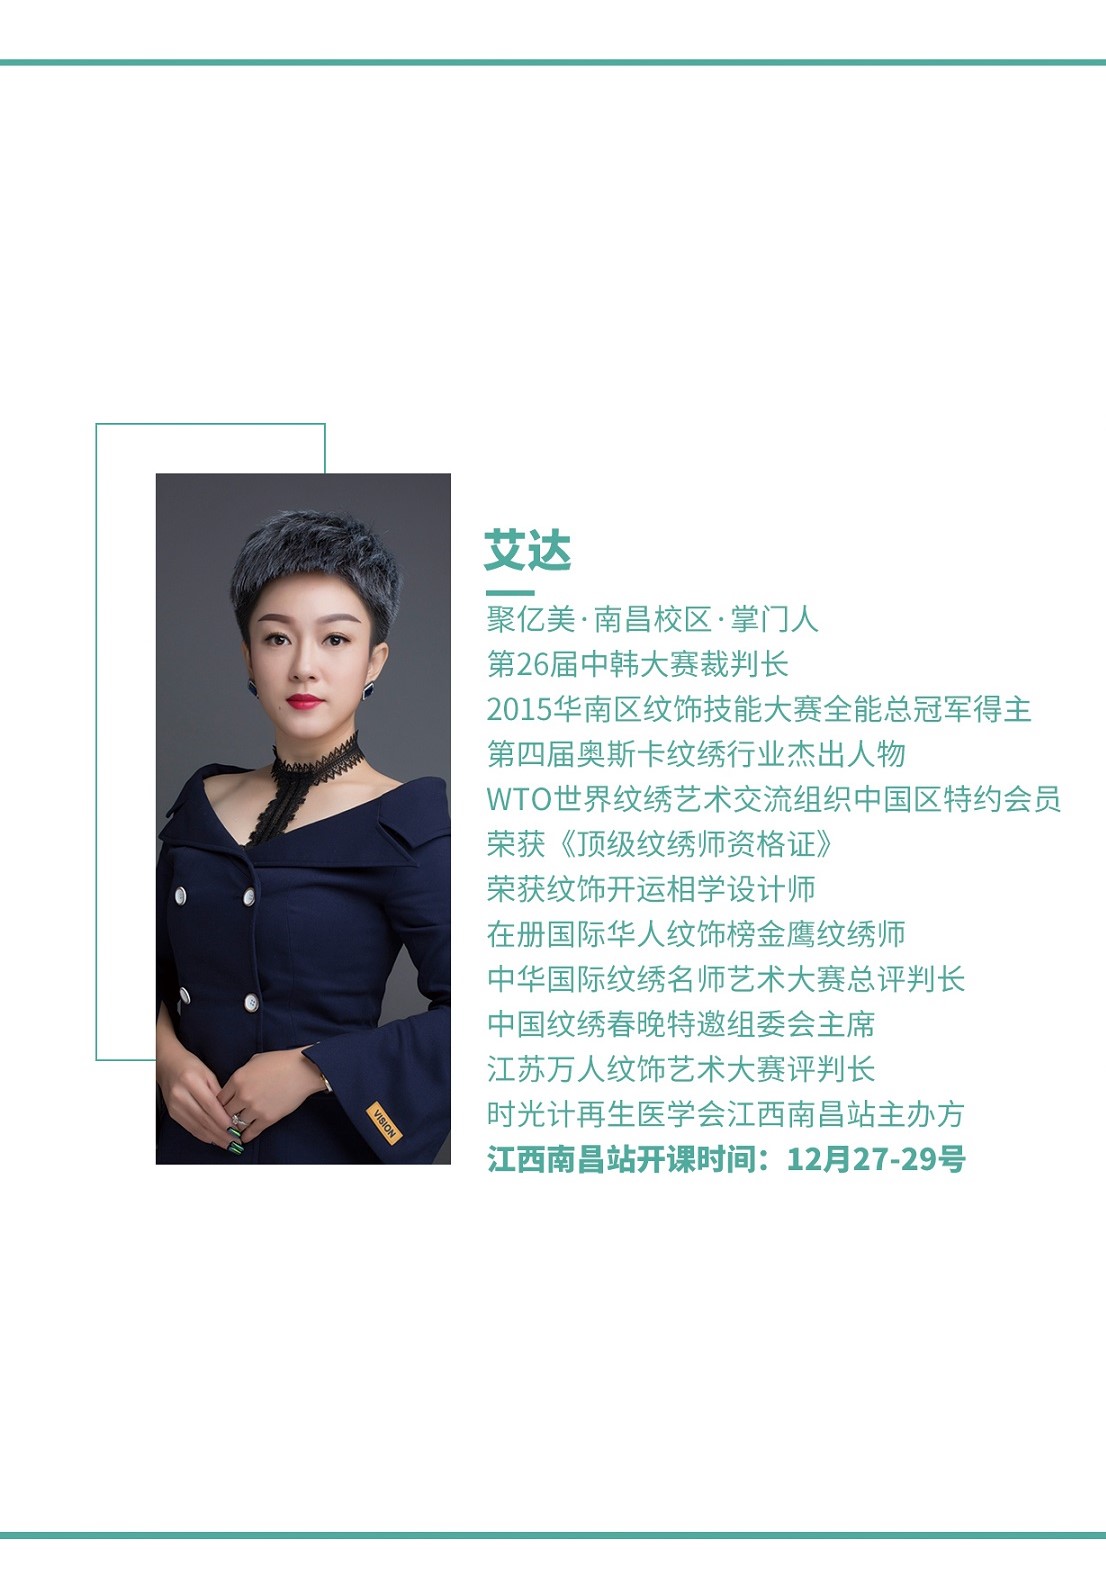 艾达
聚亿美·南昌校区·掌门人
第26届中韩大赛裁判长
2015华南区纹饰技能大赛全能总冠军得主
第四届奥斯卡纹绣行业杰出人物
WTO世界纹绣艺术交流组织中国区特约会员
荣获《顶级纹绣师资格证》
荣获纹饰开运相学设计师
在册国际华人纹饰榜金鹰纹绣师
中华国际纹绣名师艺术大赛总评判长
中国纹绣春晚特邀组委会主席
江苏万人纹饰艺术大赛评判长
时光计再生医学会江西南昌站主办方
江西南昌站开课时间：12月27-29号
VISION